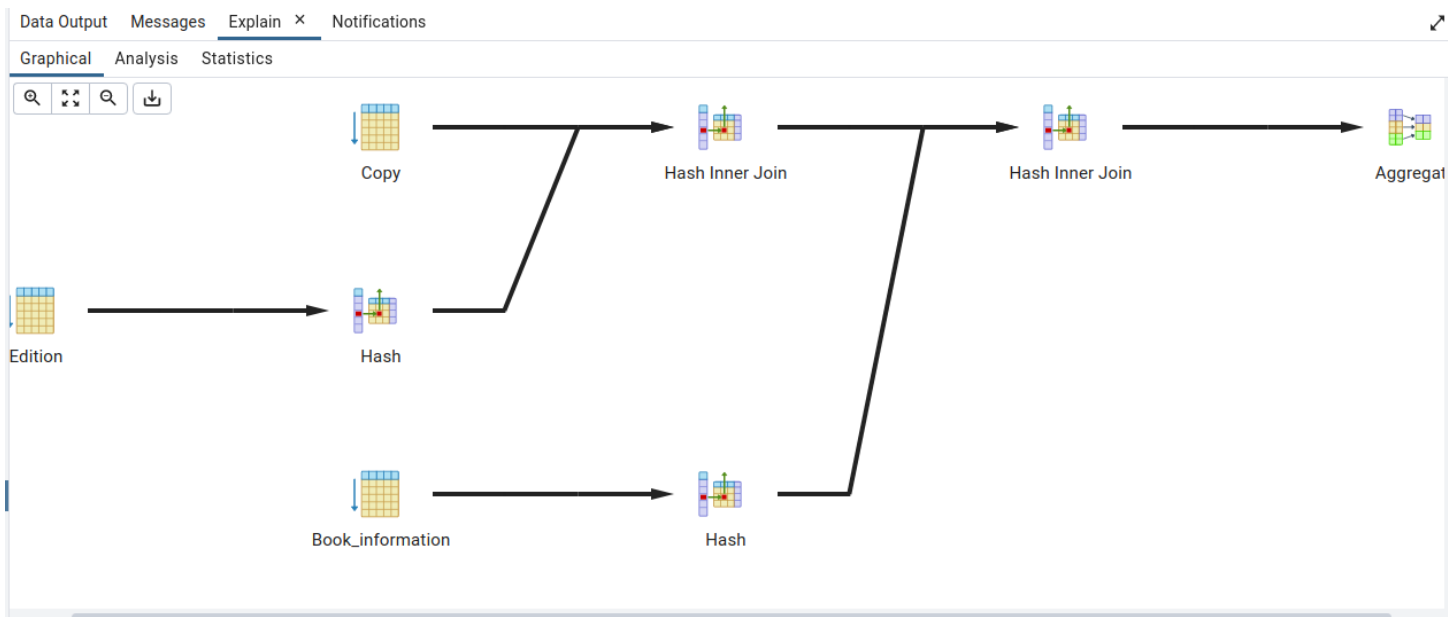 Data Output Messages Explain × Notifications
Graphical Analysis Statistics
Copy
Hash Inner Join
Hash Inner Join
Aggregat
Edition
Hash
Book_information
Hash